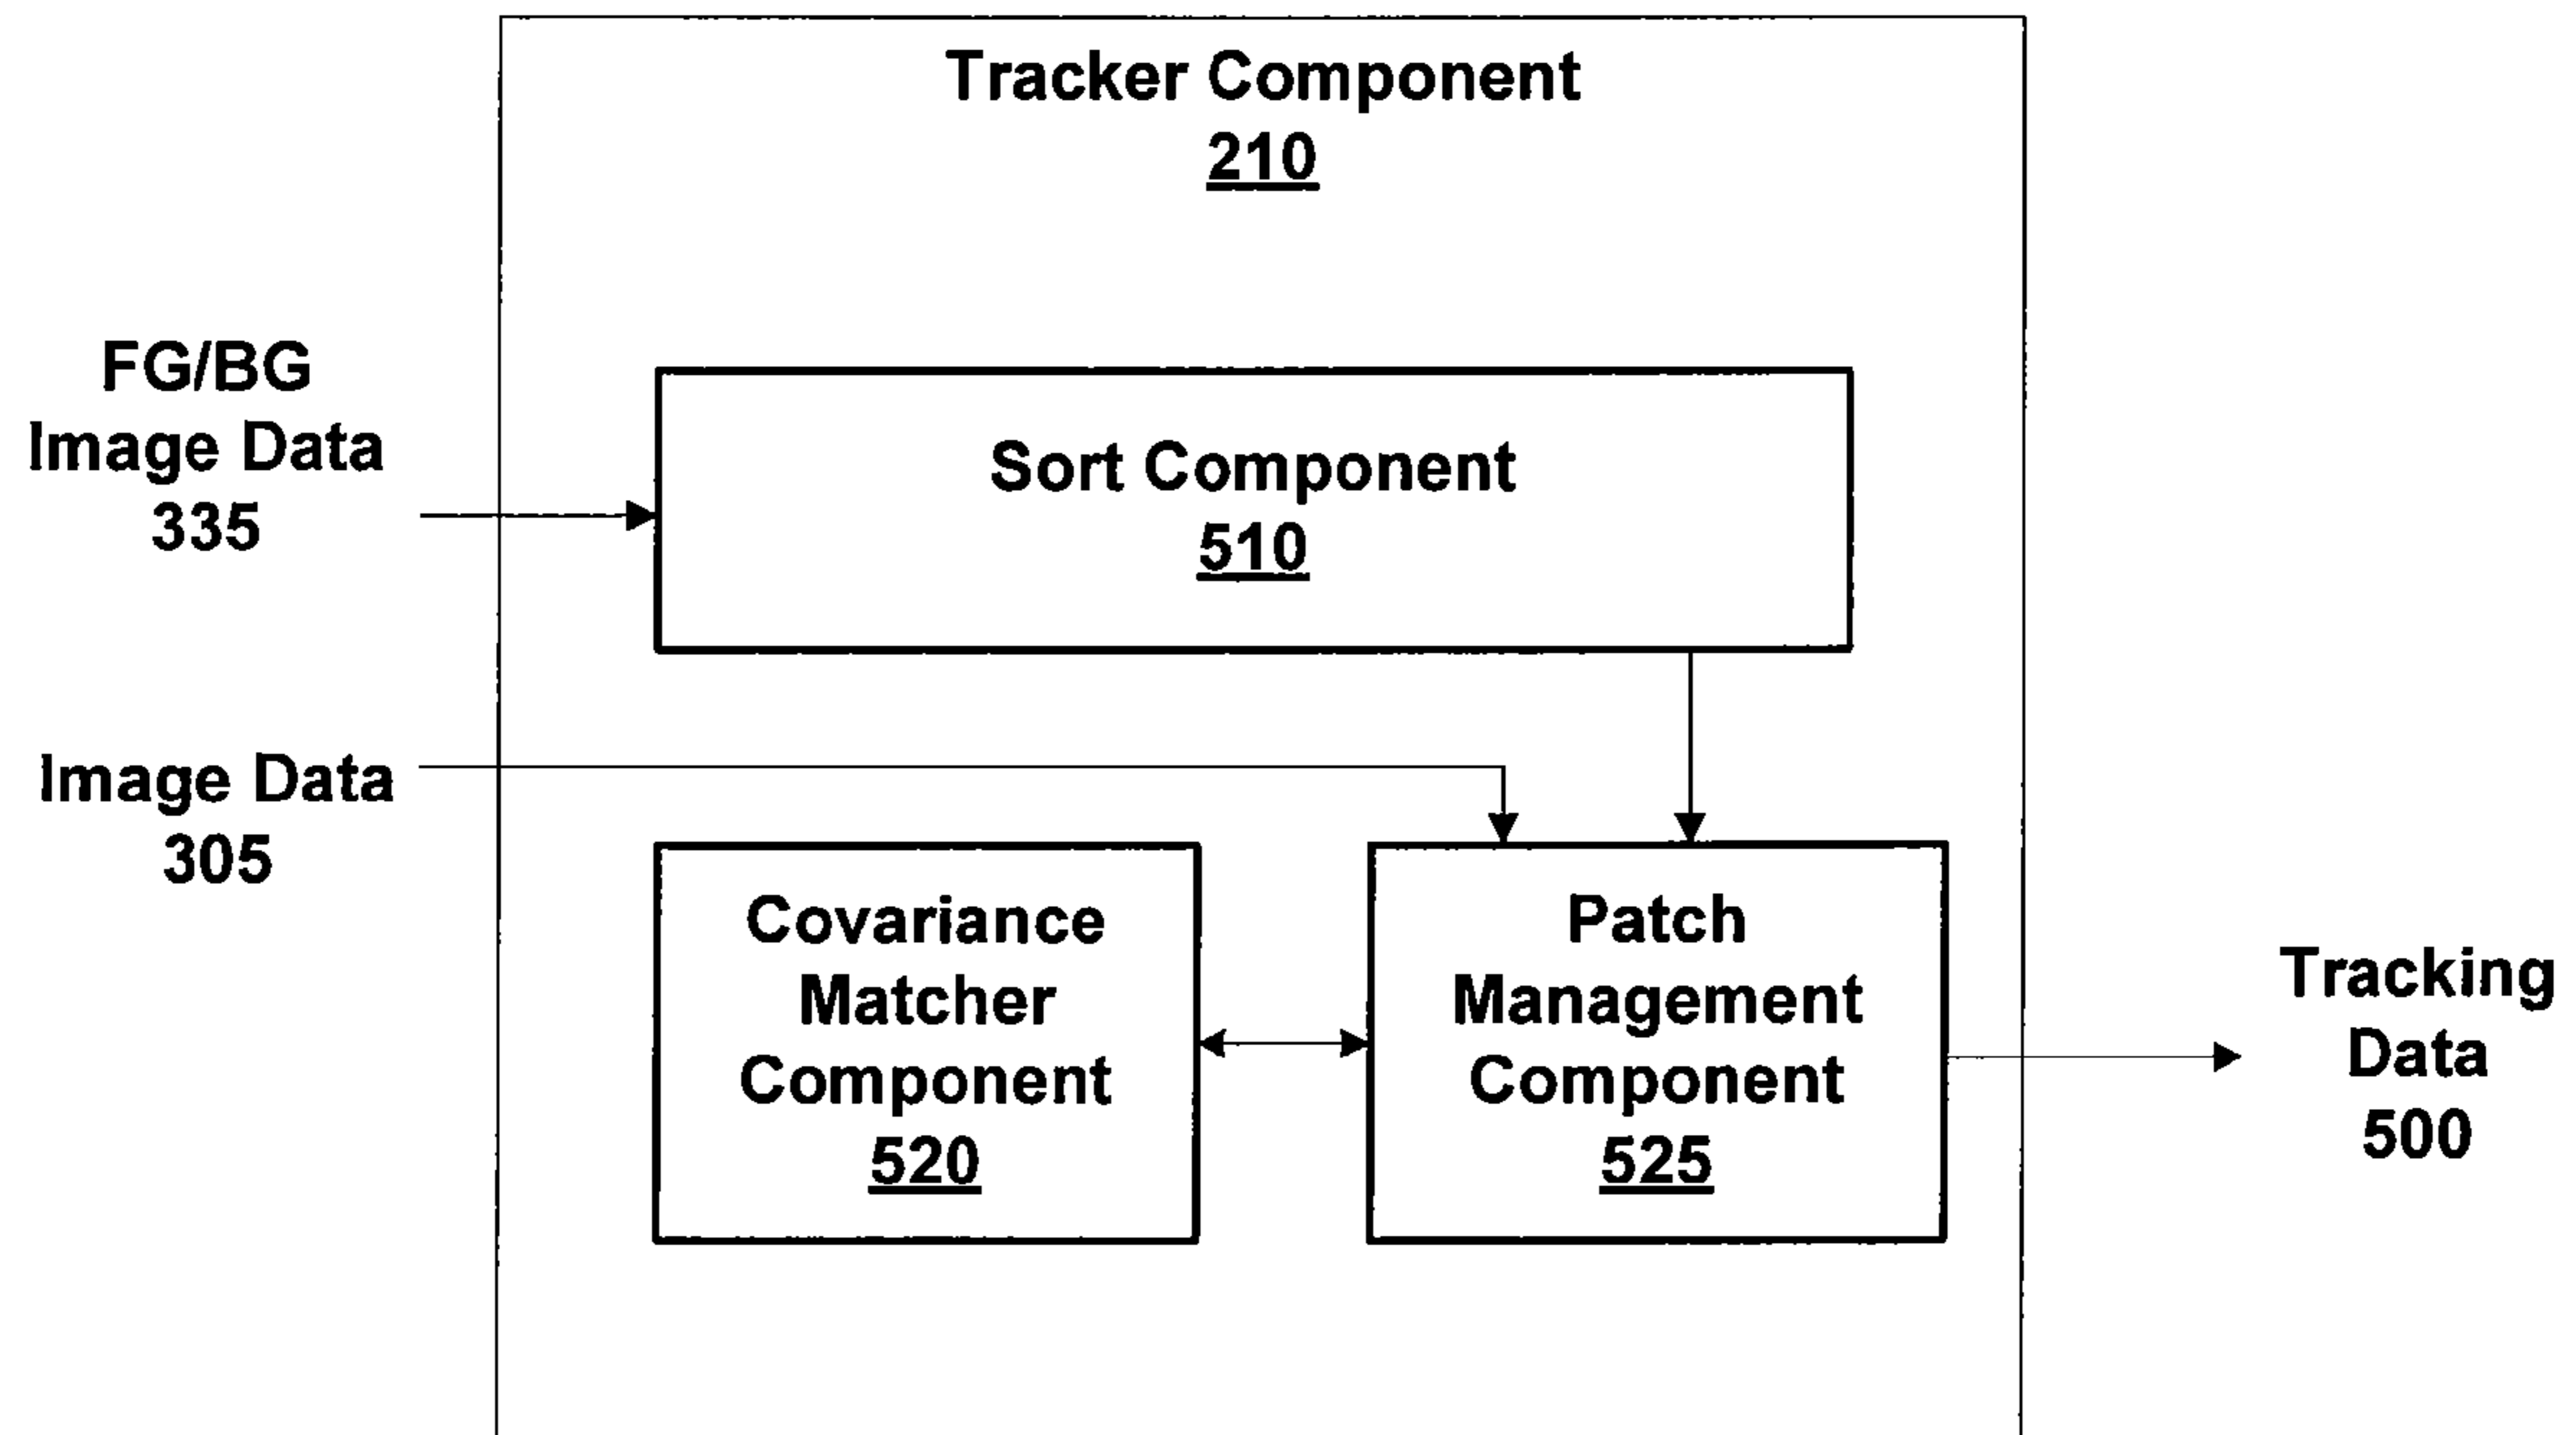 Tracker Component
210
FG/BG
Image Data
335
Sort Component
510
Image Data
305
Covariance
Matcher
Component
520
Patch
Management
Component
525
Tracking
Data
500